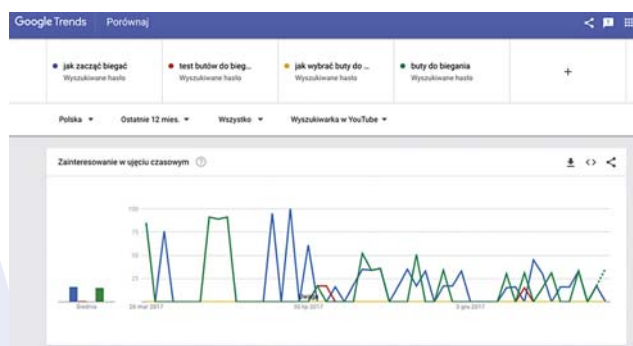 Google Trends Porównaj
jak zacząć biegać
Wyszukiwane hasło
test butów do bieg...
Wyszukiwane hasło
jak wybrać buty do ...
Wyszukiwane hasło
buty do biegania
Wyszukiwane hasło
+
Polska Ostatnie 12 mies. Wszystko Wyszukiwarka w YouTube
Zainteresowanie w ujęciu czasowym
100
75
50
25
Uwaga
Średnia
26 mar 2017
30 lip 2017
3 gru 2017